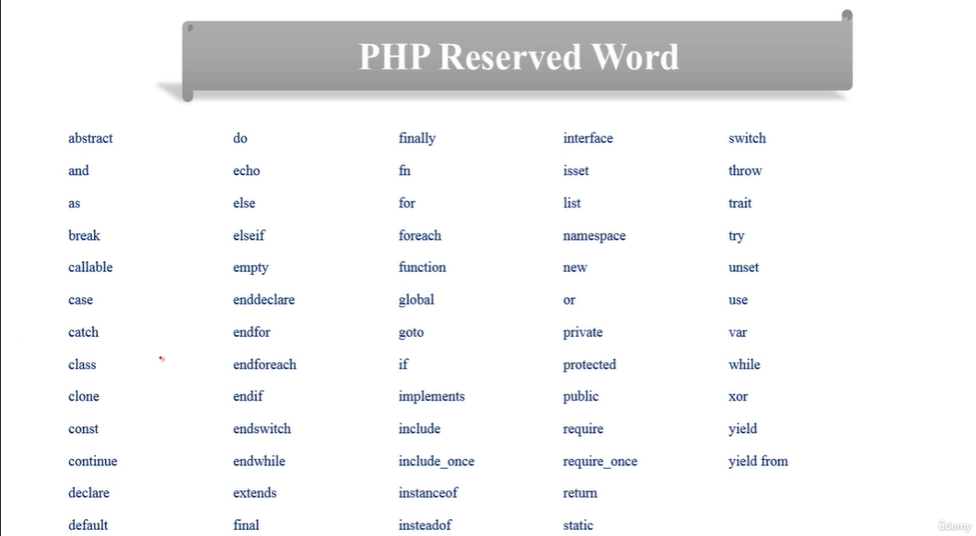 PHP Reserved Word
abstract do finally interface switch
and echo fn isset throw
as else for list trait
break elseif foreach namespace try
callable empty function new unset
case enddeclare global or use
catch endfor goto private var
class endforeach if protected while
clone endif implements public xor
const endswitch include require yield
continue endwhile include_once require_once yield from
declare extends instanceof return
default final insteadof static
ûdemy